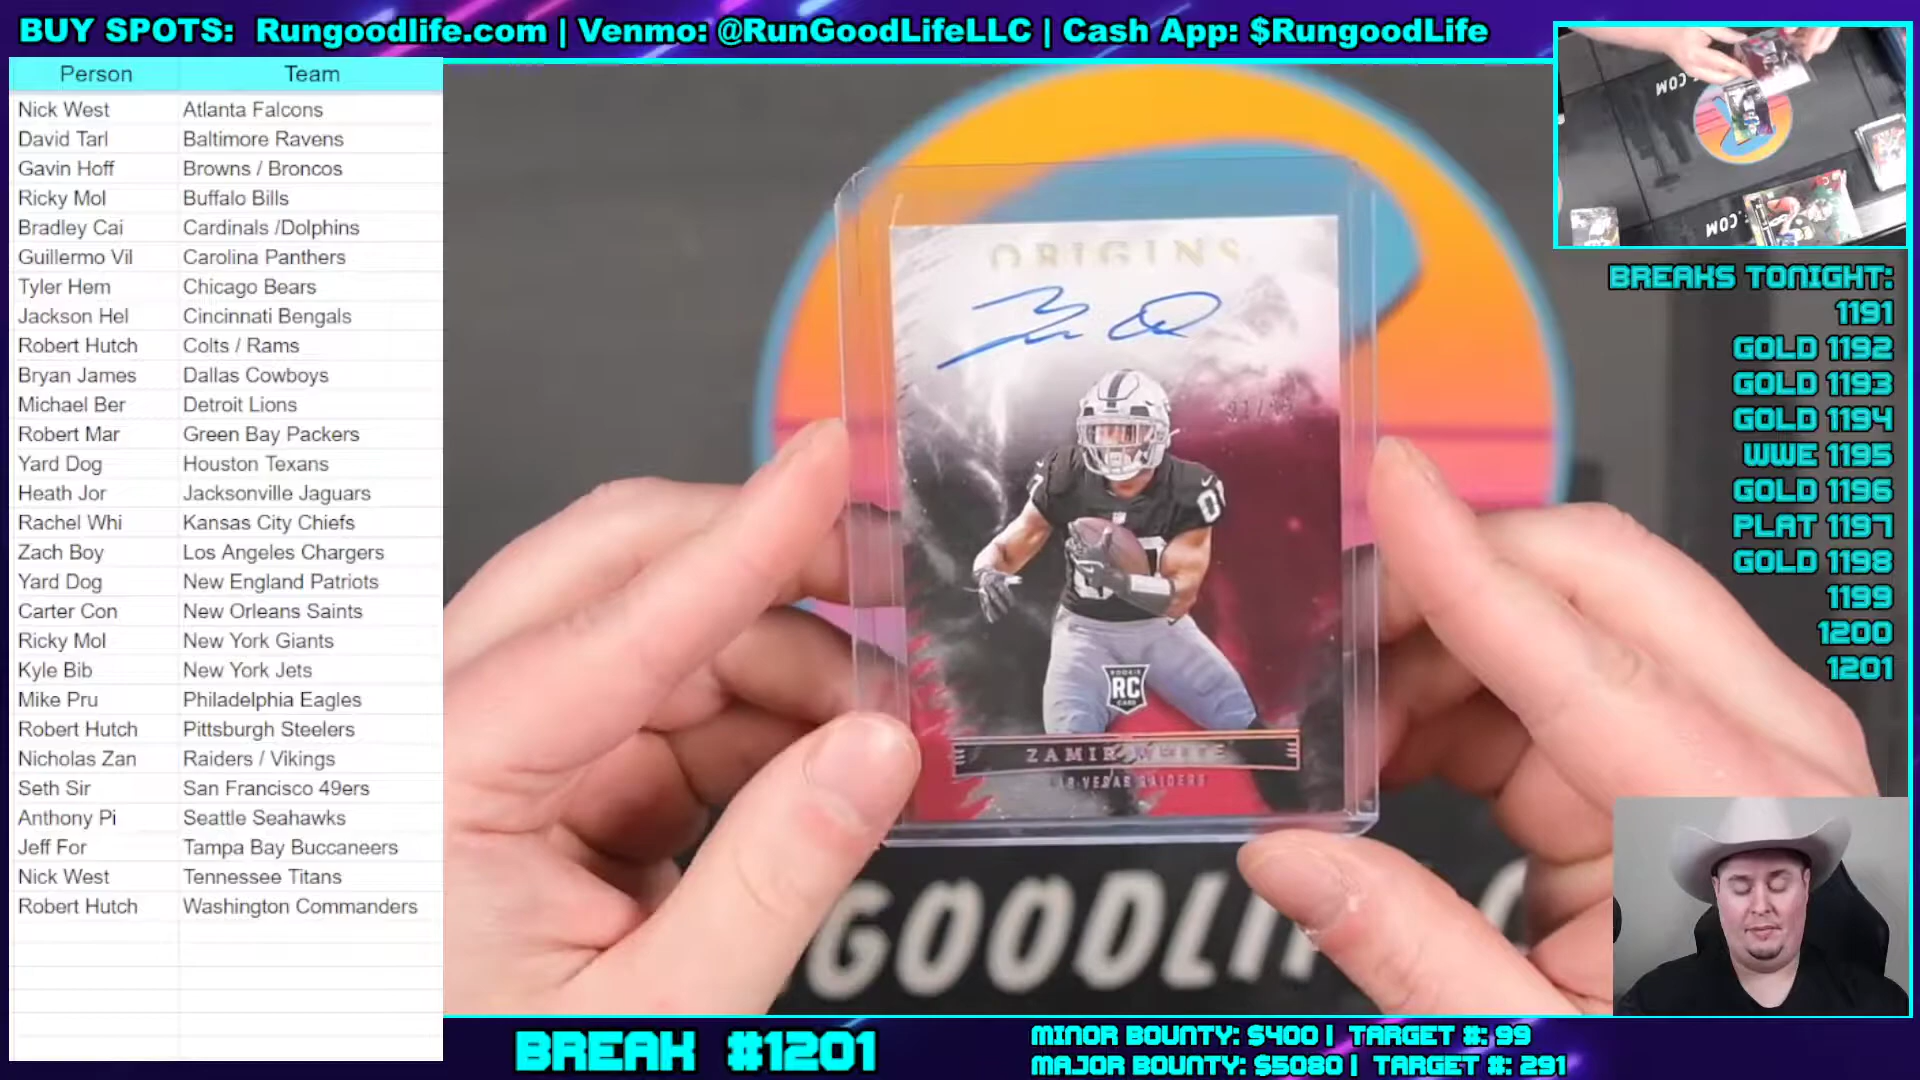 BUY SPOTS: Rungoodlife.com | Venmo: @RunGoodLifeLLC | Cash App: $RungoodLife
Person Team
Nick West Atlanta Falcons
David Tarl Baltimore Ravens
Gavin Hoff Browns / Broncos
Ricky Mol Buffalo Bills
Bradley Cai Cardinals /Dolphins
Guillermo Vil Carolina Panthers
Tyler Hem Chicago Bears
Jackson Hel Cincinnati Bengals
Robert Hutch Colts / Rams
Bryan James Dallas Cowboys
Michael Ber Detroit Lions
Robert Mar Green Bay Packers
Yard Dog Houston Texans
Heath Jor Jacksonville Jaguars
Rachel Whi Kansas City Chiefs
Zach Boy Los Angeles Chargers
Yard Dog New England Patriots
Carter Con New Orleans Saints
Ricky Mol New York Giants
Kyle Bib New York Jets
Mike Pru Philadelphia Eagles
Robert Hutch Pittsburgh Steelers
Nicholas Zan Raiders / Vikings
Seth Sir San Francisco 49ers
Anthony Pi Seattle Seahawks
Jeff For Tampa Bay Buccaneers
Nick West Tennessee Titans
Robert Hutch Washington Commanders
ORIGINS
ROOKIE
RC
CARD
ZAMIR WHITE
LAS VEGAS RAIDERS
GOODLI
.COM
BREAKS TONIGHT:
1191
GOLD 1192
GOLD 1193
GOLD 1194
WWE 1195
GOLD 1196
PLAT 1197
GOLD 1198
1199
1200
1201
BREAK #1201
MINOR BOUNTY: $400 | TARGET #: 99
MAJOR BOUNTY: $5080 | TARGET #: 291